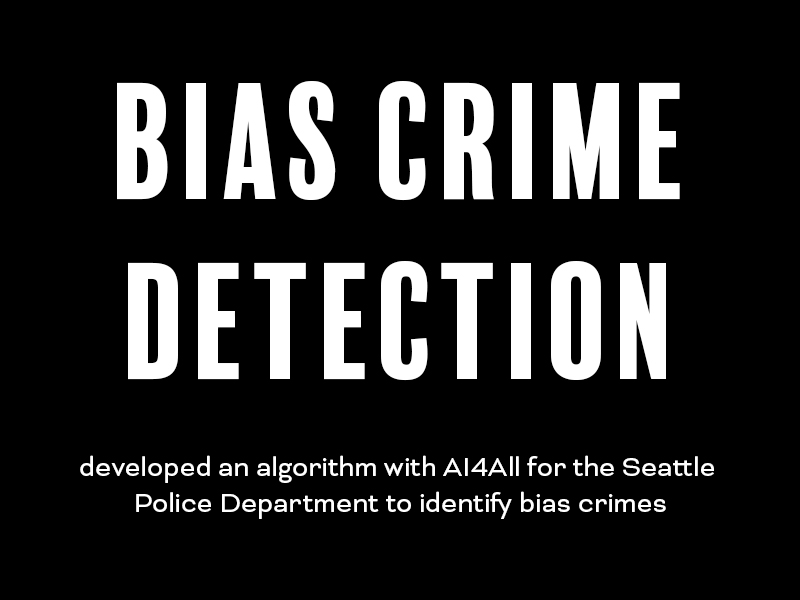 BIAS CRIME
DETECTION
developed an algorithm with AI4All for the Seattle
Police Department to identify bias crimes